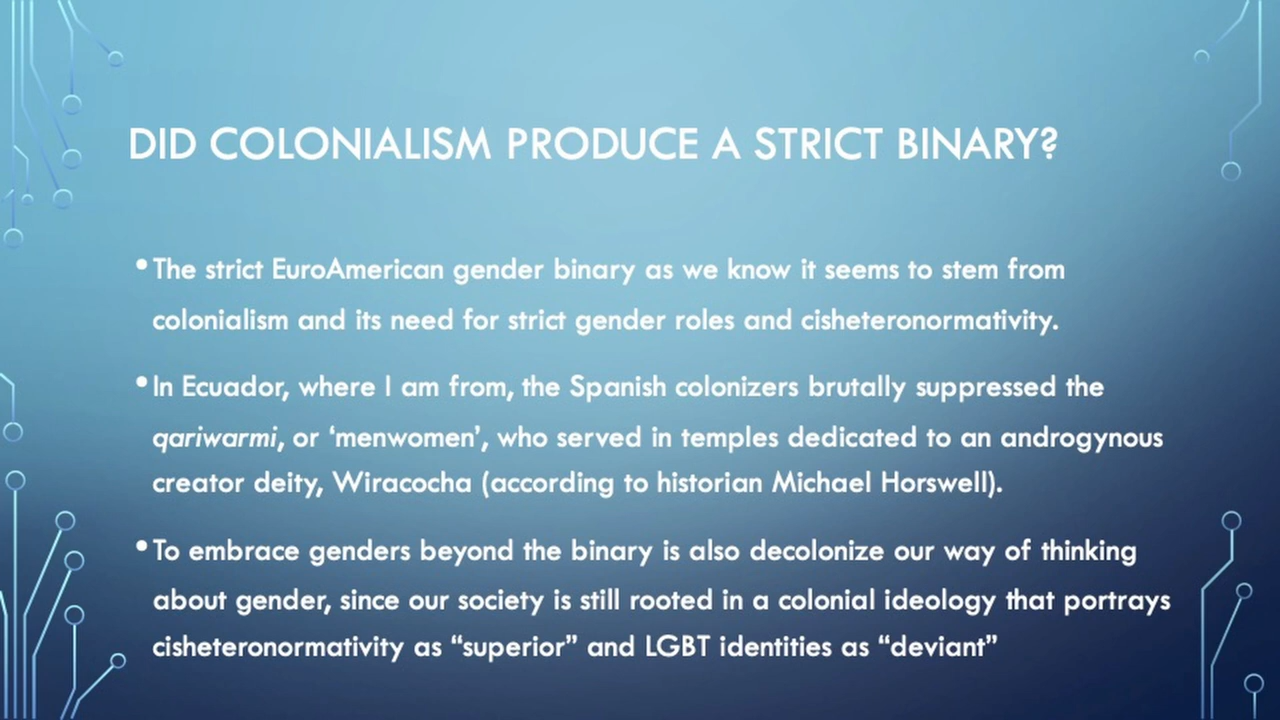 DID COLONIALISM PRODUCE A STRICT BINARY?
•The strict EuroAmerican gender binary as we know it seems to stem from
colonialism and its need for strict gender roles and cisheteronormativity.
•In Ecuador, where I am from, the Spanish colonizers brutally suppressed the
qariwarmi, or ‘menwomen’, who served in temples dedicated to an androgynous
creator deity, Wiracocha (according to historian Michael Horswell).
•To embrace genders beyond the binary is also decolonize our way of thinking
about gender, since our society is still rooted in a colonial ideology that portrays
cisheteronormativity as “superior” and LGBT identities as “deviant”